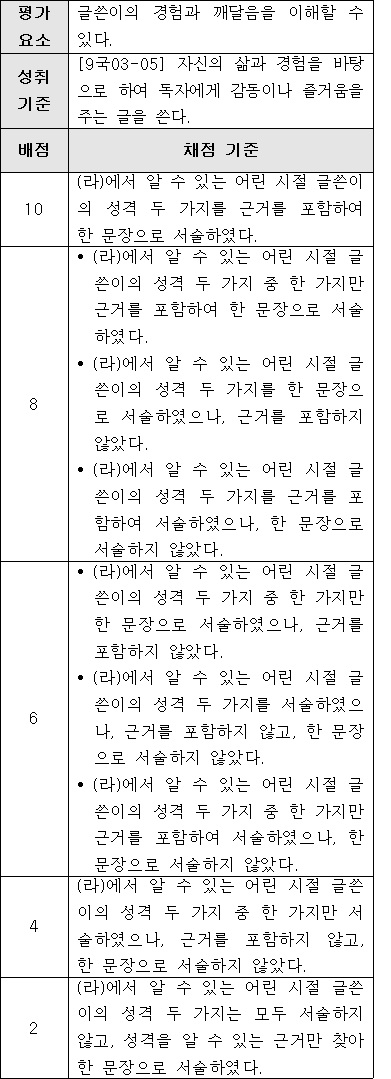 평가
요소
글쓴이의 경험과 깨달음을 이해할 수
있다.
성취
기준
[9국03-05] 자신의 삶과 경험을 바탕
으로 하여 독자에게 감동이나 즐거움을
주는 글을 쓴다.
배점
채점 기준
10
(라)에서 알 수 있는 어린 시절 글쓴이
의 성격 두 가지를 근거를 포함하여
한 문장으로 서술하였다.
8
• (라)에서 알 수 있는 어린 시절 글
쓴이의 성격 두 가지 중 한 가지만
근거를 포함하여 한 문장으로 서술
하였다.
• (라)에서 알 수 있는 어린 시절 글
쓴이의 성격 두 가지를 한 문장으
로 서술하였으나, 근거를 포함하지
않았다.
• (라)에서 알 수 있는 어린 시절 글
쓴이의 성격 두 가지를 근거를 포
함하여 서술하였으나, 한 문장으로
서술하지 않았다.
6
• (라)에서 알 수 있는 어린 시절 글
쓴이의 성격 두 가지 중 한 가지만
한 문장으로 서술하였으나, 근거를
포함하지 않았다.
• (라)에서 알 수 있는 어린 시절 글
쓴이의 성격 두 가지를 서술하였으
나, 근거를 포함하지 않고, 한 문장
으로 서술하지 않았다.
• (라)에서 알 수 있는 어린 시절 글
쓴이의 성격 두 가지 중 한 가지만
근거를 포함하여 서술하였으나, 한
문장으로 서술하지 않았다.
4
(라)에서 알 수 있는 어린 시절 글쓴
이의 성격 두 가지 중 한 가지만 서
술하였으나, 근거를 포함하지 않고,
한 문장으로 서술하지 않았다.
2
(라)에서 알 수 있는 어린 시절 글쓴
이의 성격 두 가지는 모두 서술하지
않고, 성격을 알 수 있는 근거만 찾아
한 문장으로 서술하였다.